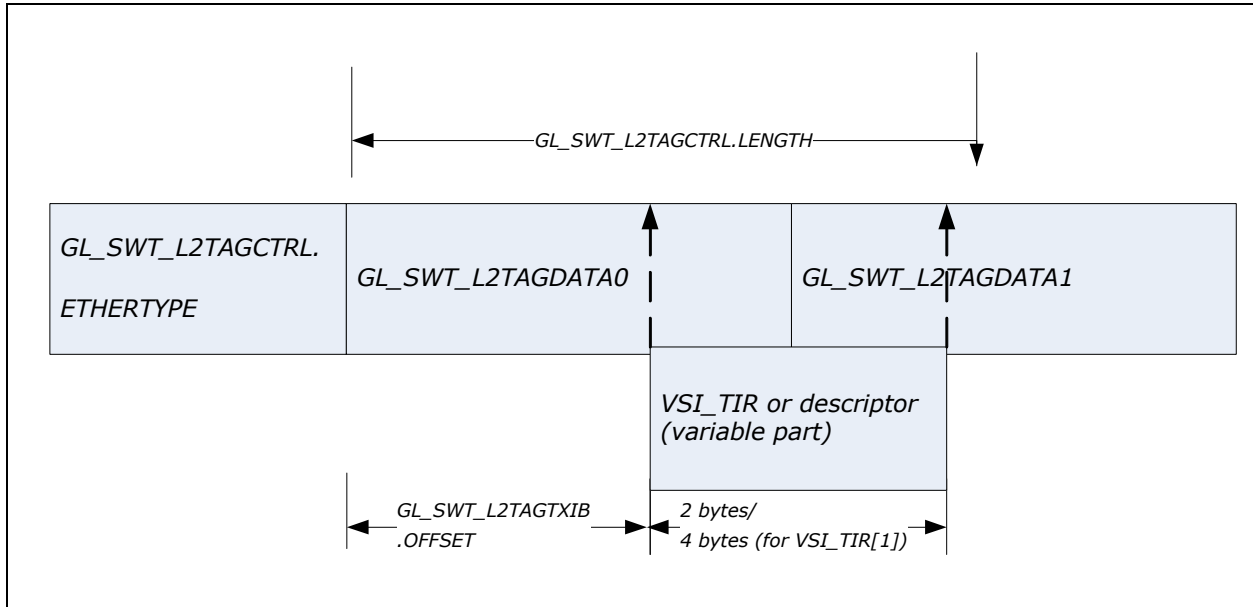 GL_SWT_L2TAGCTRL.LENGTH
GL_SWT_L2TAGCTRL.
ETHERTYPE
GL_SWT_L2TAGDATA0
GL_SWT_L2TAGDATA1
VSI_TIR or descriptor
(variable part)
GL_SWT_L2TAGTXIB
.OFFSET
2 bytes/
4 bytes (for VSI_TIR[1])